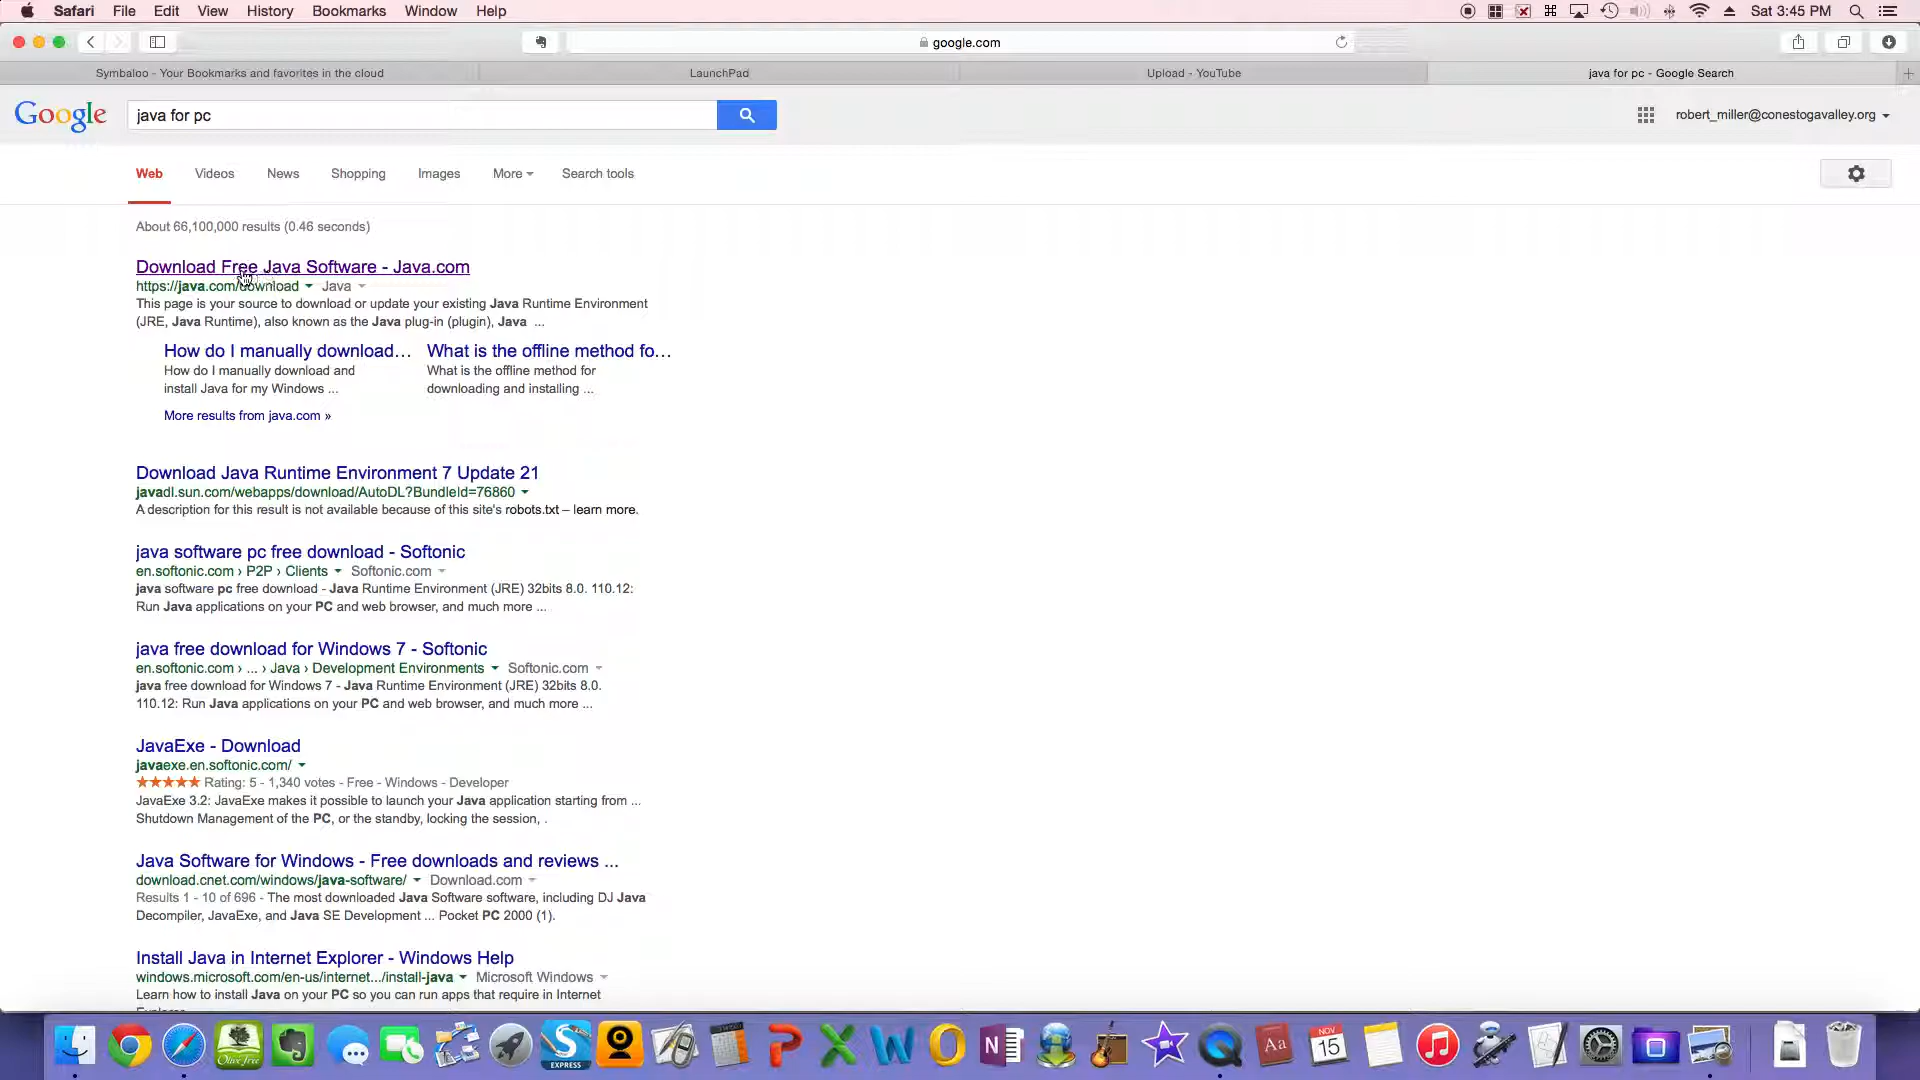 Safari File Edit View History Bookmarks Window Help Sat 3:45 PM
google.com
Symbaloo - Your Bookmarks and favorites in the cloud LaunchPad Upload - YouTube java for pc - Google Search
Google java for pc robert_miller@conestogavalley.org
Web Videos News Shopping Images More Search tools
About 66,100,000 results (0.46 seconds)
Download Free Java Software - Java.com
https://java.com/download Java
This page is your source to download or update your existing Java Runtime Environment
(JRE, Java Runtime), also known as the Java plug-in (plugin), Java ...
How do I manually download... What is the offline method fo...
How do I manually download and What is the offline method for
install Java for my Windows ... downloading and installing ...
More results from java.com »
Download Java Runtime Environment 7 Update 21
javadl.sun.com/webapps/download/AutoDL?BundleId=76860
A description for this result is not available because of this site's robots.txt – learn more.
java software pc free download - Softonic
en.softonic.com › P2P › Clients Softonic.com
java software pc free download - Java Runtime Environment (JRE) 32bits 8.0. 110.12:
Run Java applications on your PC and web browser, and much more ...
java free download for Windows 7 - Softonic
en.softonic.com › ... › Java › Development Environments Softonic.com
java free download for Windows 7 - Java Runtime Environment (JRE) 32bits 8.0.
110.12: Run Java applications on your PC and web browser, and much more ...
JavaExe - Download
javaexe.en.softonic.com/
Rating: 5 - 1,340 votes - Free - Windows - Developer
JavaExe 3.2: JavaExe makes it possible to launch your Java application starting from ...
Shutdown Management of the PC, or the standby, locking the session, .
Java Software for Windows - Free downloads and reviews ...
download.cnet.com/windows/java-software/ Download.com
Results 1 - 10 of 696 - The most downloaded Java Software software, including DJ Java
Decompiler, JavaExe, and Java SE Development ... Pocket PC 2000 (1).
Install Java in Internet Explorer - Windows Help
windows.microsoft.com/en-us/internet.../install-java Microsoft Windows
Learn how to install Java on your PC so you can run apps that require in Internet
Explorer
Olive Tree S EXPRESS P X W O N Aa NOV 15